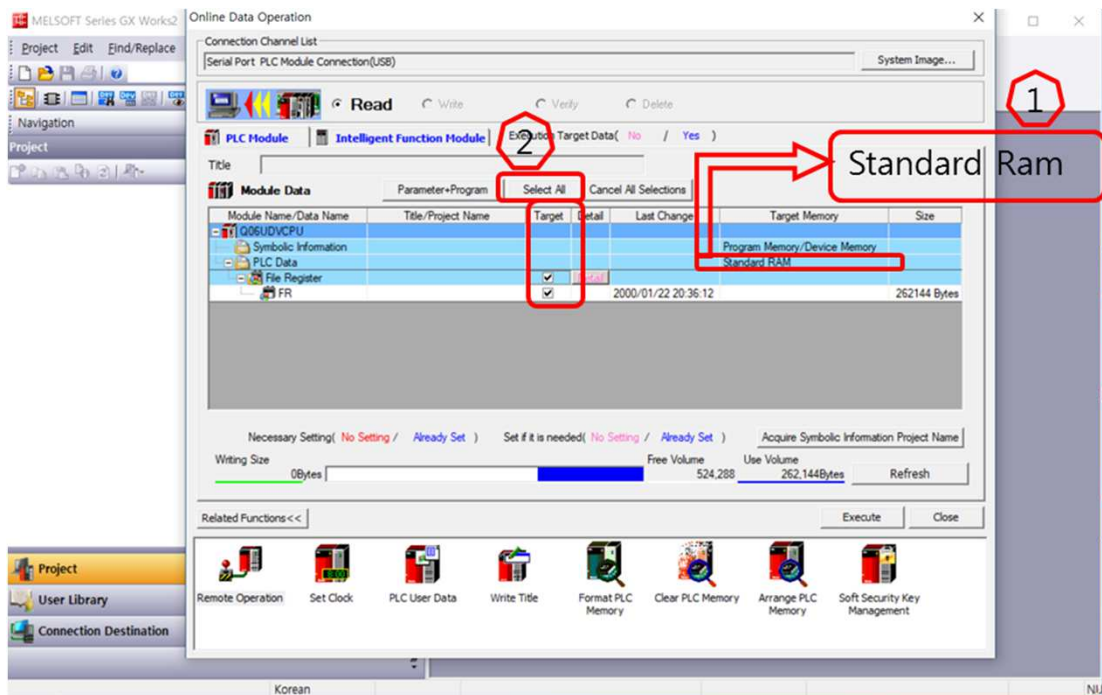 MELSOFT Series GX Works2
Project Edit Find/Replace
Navigation
Project
Online Data Operation
Connection Channel List
Serial Port PLC Module Connection(USB)
System Image...
Read
Write
Verify
Delete
PLC Module
Intelligent Function Module
Execution Target Data( No / Yes )
1
2
Standard Ram
Title
Module Data
Parameter+Program
Select All
Cancel All Selections
Module Name/Data Name Title/Project Name Target Detail Last Change Target Memory Size
Q06UDVCPU
Symbolic Information Program Memory/Device Memory
PLC Data Standard RAM
File Register Detail
FR 2000/01/22 20:36:12 262144 Bytes
Necessary Setting( No Setting / Already Set ) Set if it is needed( No Setting / Already Set )
Acquire Symbolic Information Project Name
Writing Size
0Bytes
Free Volume
524,288
Use Volume
262,144Bytes
Refresh
Related Functions<<
Execute
Close
Remote Operation
Set Clock
PLC User Data
Write Title
Format PLC
Memory
Clear PLC Memory
Arrange PLC
Memory
Soft Security Key
Management
Project
User Library
Connection Destination
Korean